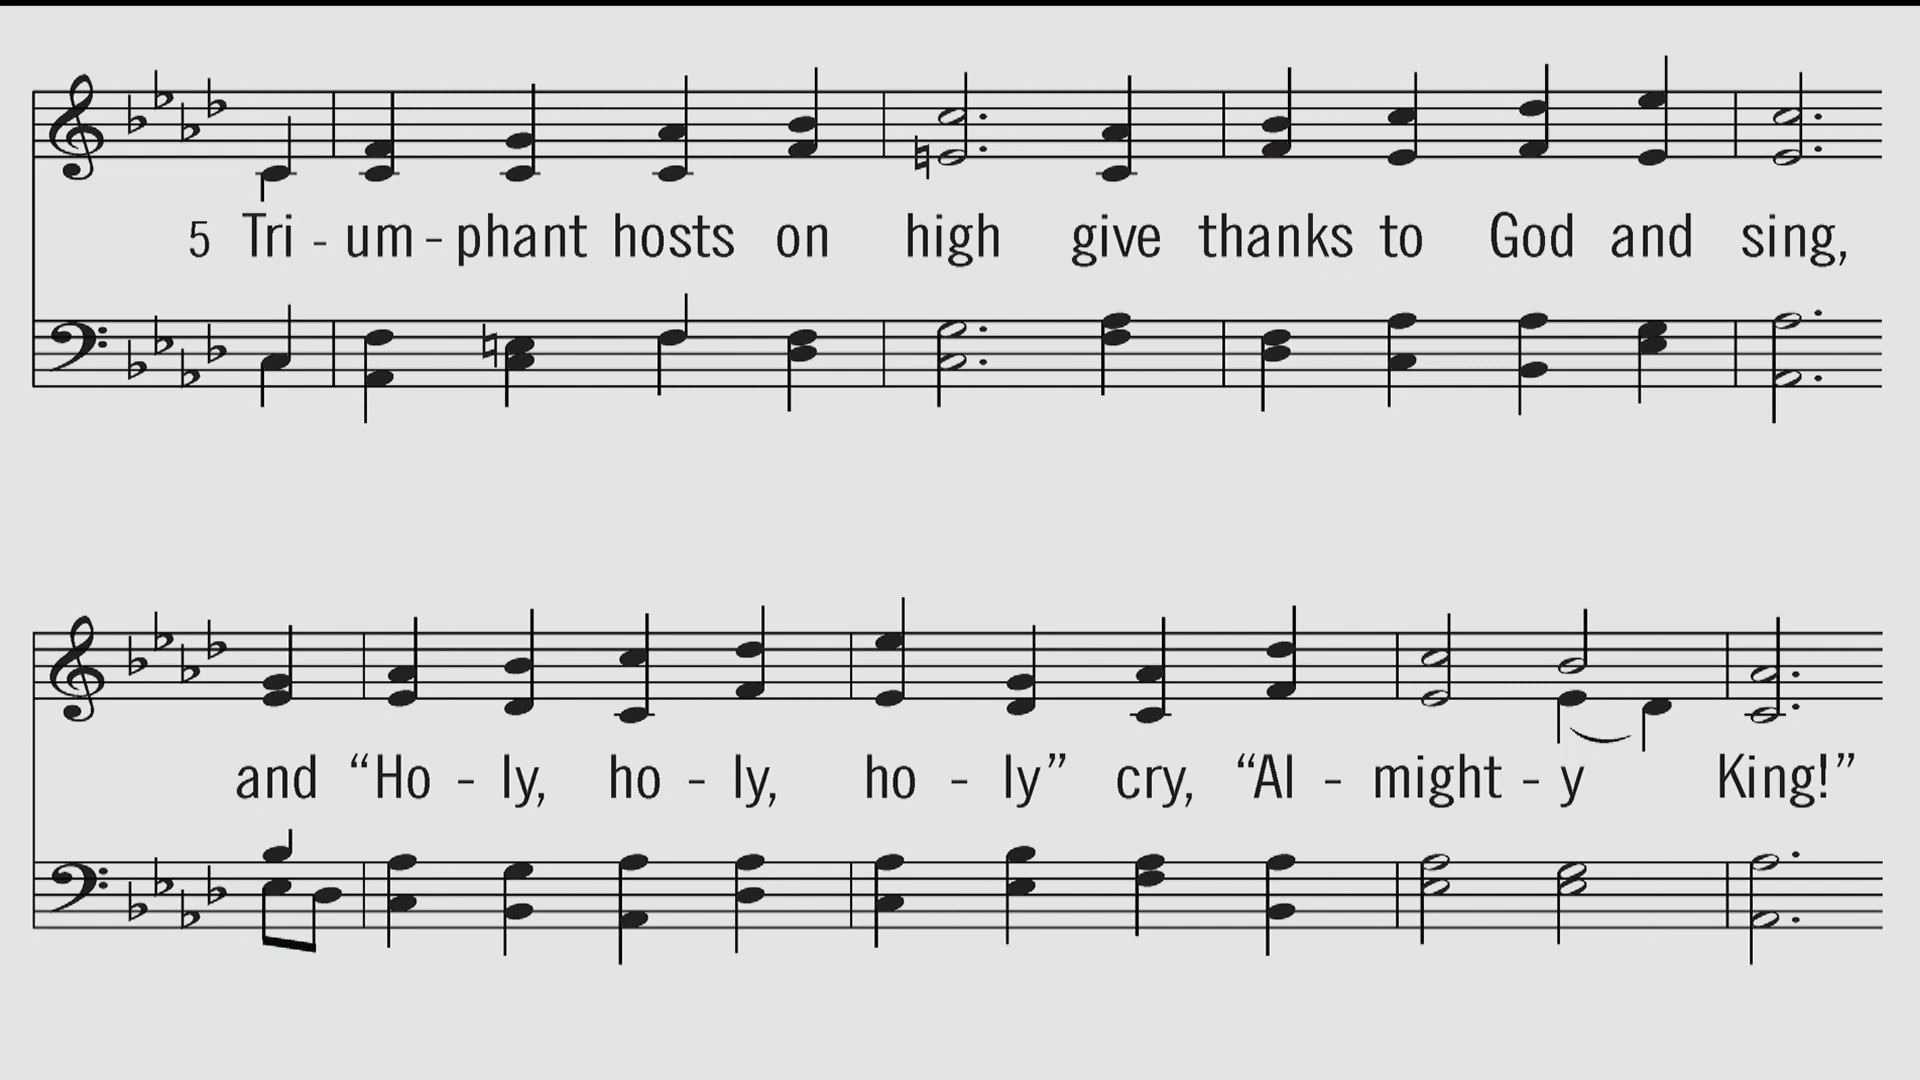 5 Tri - um - phant hosts on high give thanks to God and sing,
and “Ho - ly, ho - ly, ho - ly” cry, “Al - might - y King!”